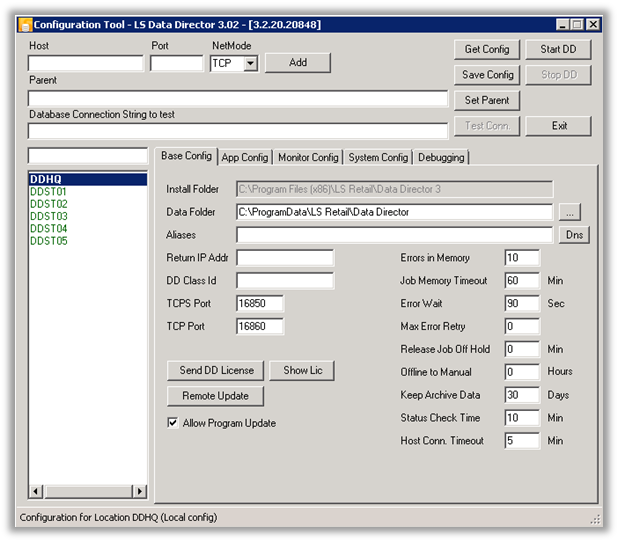 Configuration Tool - LS Data Director 3.02 - [3.2.20.20848]
Host Port NetMode
TCP Add Get Config Start DD
Parent Save Config Stop DD
Set Parent
Database Connection String to test
Test Conn. Exit
Base Config App Config Monitor Config System Config Debugging
DDHQ
DDST01
DDST02
DDST03
DDST04
DDST05
Install Folder C:\Program Files (x86)\LS Retail\Data Director 3
Data Folder C:\ProgramData\LS Retail\Data Director ...
Aliases Dns
Return IP Addr
DD Class Id
TCPS Port 16850
TCP Port 16860
Send DD License Show Lic
Remote Update
Allow Program Update
Errors in Memory 10
Job Memory Timeout 60 Min
Error Wait 90 Sec
Max Error Retry 0
Release Job Off Hold 0 Min
Offline to Manual 0 Hours
Keep Archive Data 30 Days
Status Check Time 10 Min
Host Conn. Timeout 5 Min
Configuration for Location DDHQ (Local config)